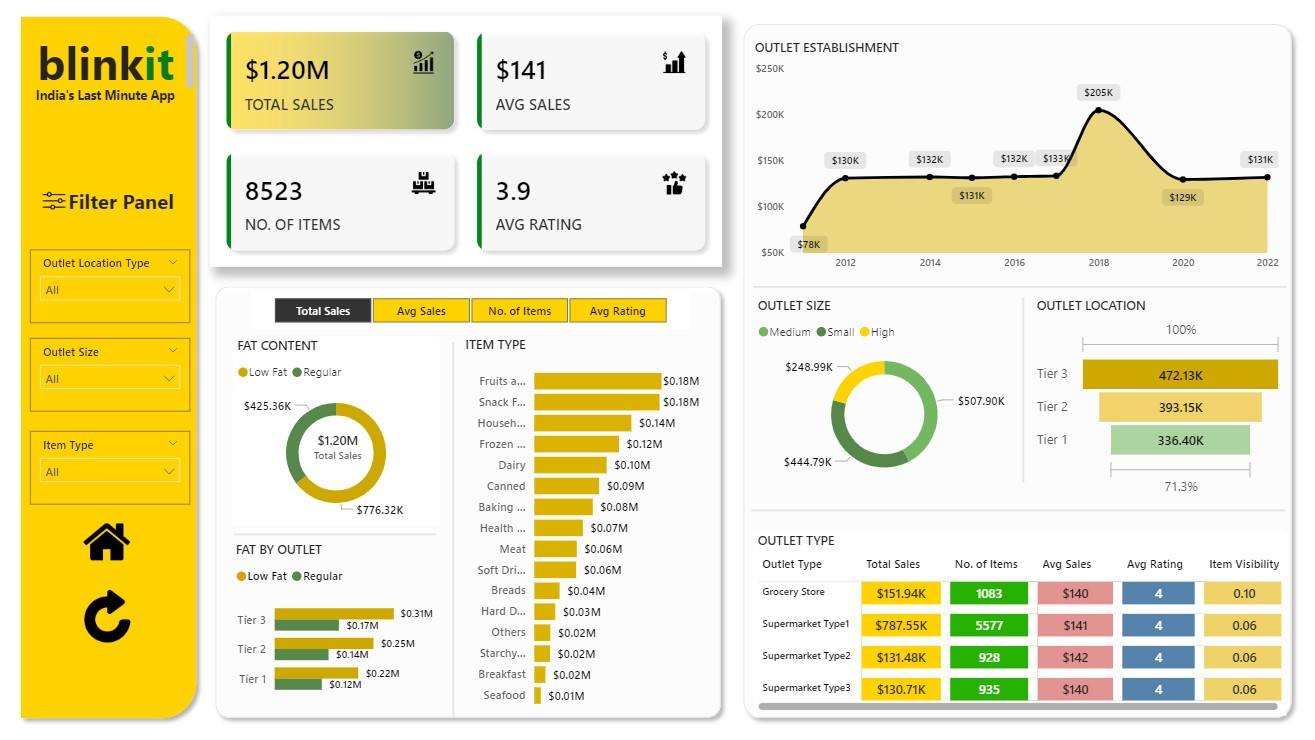 blinkit
India's Last Minute App
Filter Panel
Outlet Location Type
All
Outlet Size
All
Item Type
All
$1.20M
TOTAL SALES
$141
AVG SALES
8523
NO. OF ITEMS
3.9
AVG RATING
Total Sales Avg Sales No. of Items Avg Rating
FAT CONTENT
Low Fat Regular
$425.36K
$1.20M
Total Sales
$776.32K
FAT BY OUTLET
Low Fat Regular
Tier 3 $0.31M
$0.17M
Tier 2 $0.25M
$0.14M
Tier 1 $0.22M
$0.12M
ITEM TYPE
Fruits a... $0.18M
Snack F... $0.18M
Househ... $0.14M
Frozen ... $0.12M
Dairy $0.10M
Canned $0.09M
Baking ... $0.08M
Health ... $0.07M
Meat $0.06M
Soft Dri... $0.06M
Breads $0.04M
Hard D... $0.03M
Others $0.02M
Starchy... $0.02M
Breakfast $0.02M
Seafood $0.01M
OUTLET ESTABLISHMENT
$250K
$200K
$150K
$100K
$50K
$78K
$130K
$132K
$131K
$132K
$133K
$205K
$129K
$131K
2012 2014 2016 2018 2020 2022
OUTLET SIZE
Medium Small High
$248.99K
$507.90K
$444.79K
OUTLET LOCATION
100%
Tier 3 472.13K
Tier 2 393.15K
Tier 1 336.40K
71.3%
OUTLET TYPE
Outlet Type Total Sales No. of Items Avg Sales Avg Rating Item Visibility
Grocery Store $151.94K 1083 $140 4 0.10
Supermarket Type1 $787.55K 5577 $141 4 0.06
Supermarket Type2 $131.48K 928 $142 4 0.06
Supermarket Type3 $130.71K 935 $140 4 0.06